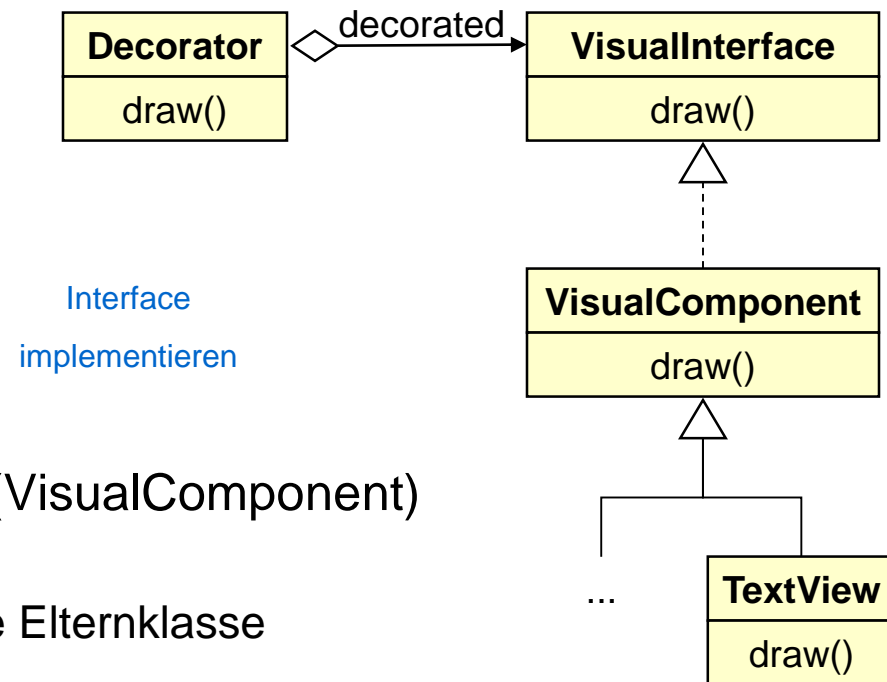 Decorator
draw()
decorated
VisualInterface
draw()
Interface
implementieren
VisualComponent
draw()
(VisualComponent)
e Elternklasse
...
TextView
draw()